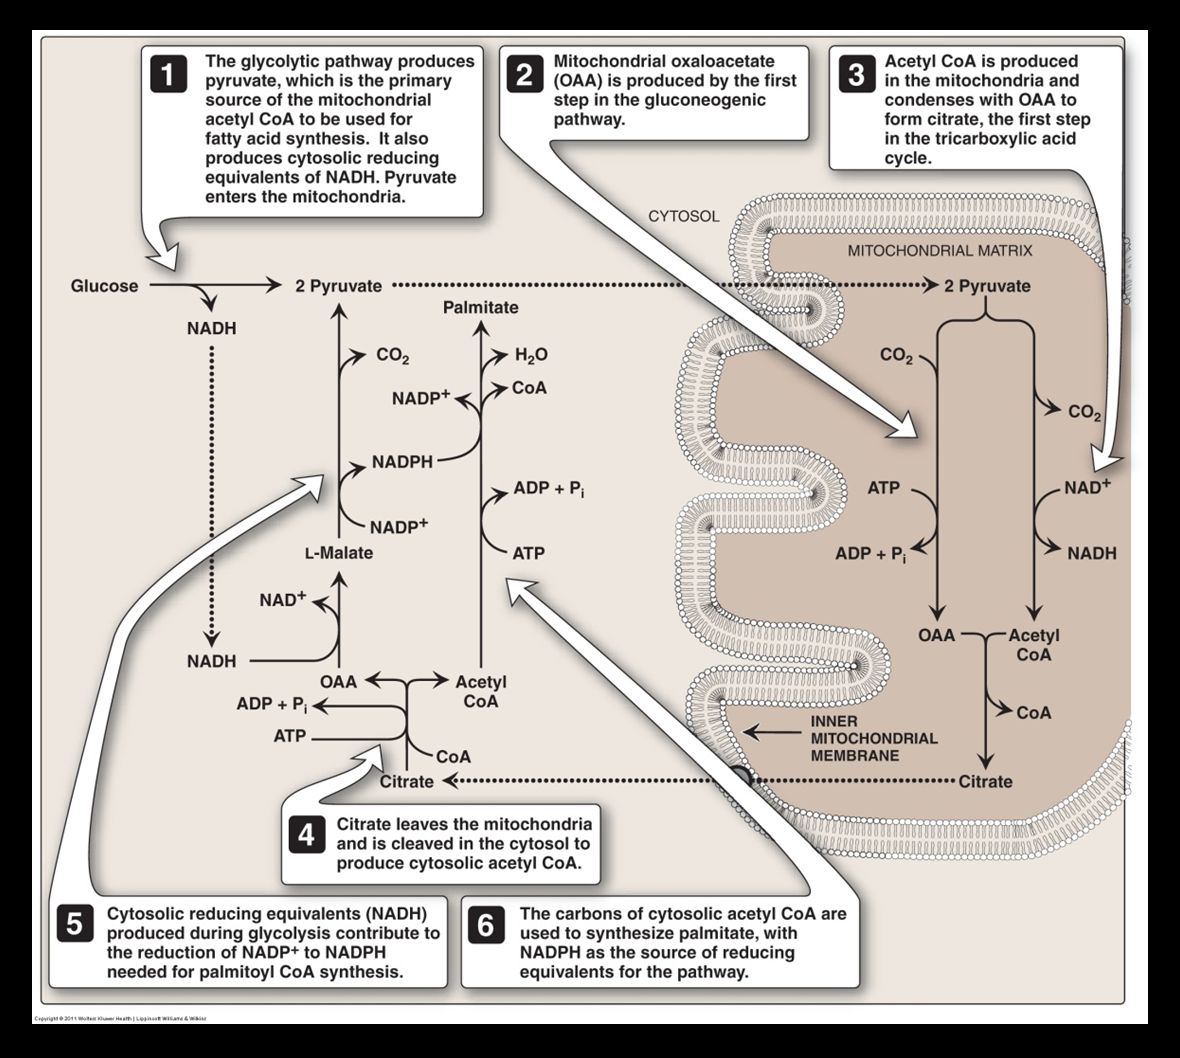 1
The glycolytic pathway produces
pyruvate, which is the primary
source of the mitochondrial
acetyl CoA to be used for
fatty acid synthesis.  It also
produces cytosolic reducing
equivalents of NADH. Pyruvate
enters the mitochondria.
2
Mitochondrial oxaloacetate
(OAA) is produced by the first
step in the gluconeogenic
pathway.
3
Acetyl CoA is produced
in the mitochondria and
condenses with OAA to
form citrate, the first step
in the tricarboxylic acid
cycle.
CYTOSOL
MITOCHONDRIAL MATRIX
Glucose
2 Pyruvate
2 Pyruvate
Palmitate
NADH
CO2
H2O
CO2
NADP+
CoA
CO2
NADPH
ADP + Pi
ATP
NAD+
NADP+
L-Malate
ATP
ADP + Pi
NADH
NAD+
NADH
OAA
Acetyl
CoA
OAA
Acetyl
CoA
ADP + Pi
CoA
ATP
INNER
MITOCHONDRIAL
MEMBRANE
CoA
Citrate
Citrate
4
Citrate leaves the mitochondria
and is cleaved in the cytosol to
produce cytosolic acetyl CoA.
5
Cytosolic reducing equivalents (NADH)
produced during glycolysis contribute to
the reduction of NADP+ to NADPH
needed for palmitoyl CoA synthesis.
6
The carbons of cytosolic acetyl CoA are
used to synthesize palmitate, with
NADPH as the source of reducing
equivalents for the pathway.
Copyright © 2011 Wolters Kluwer Health | Lippincott Williams & Wilkins